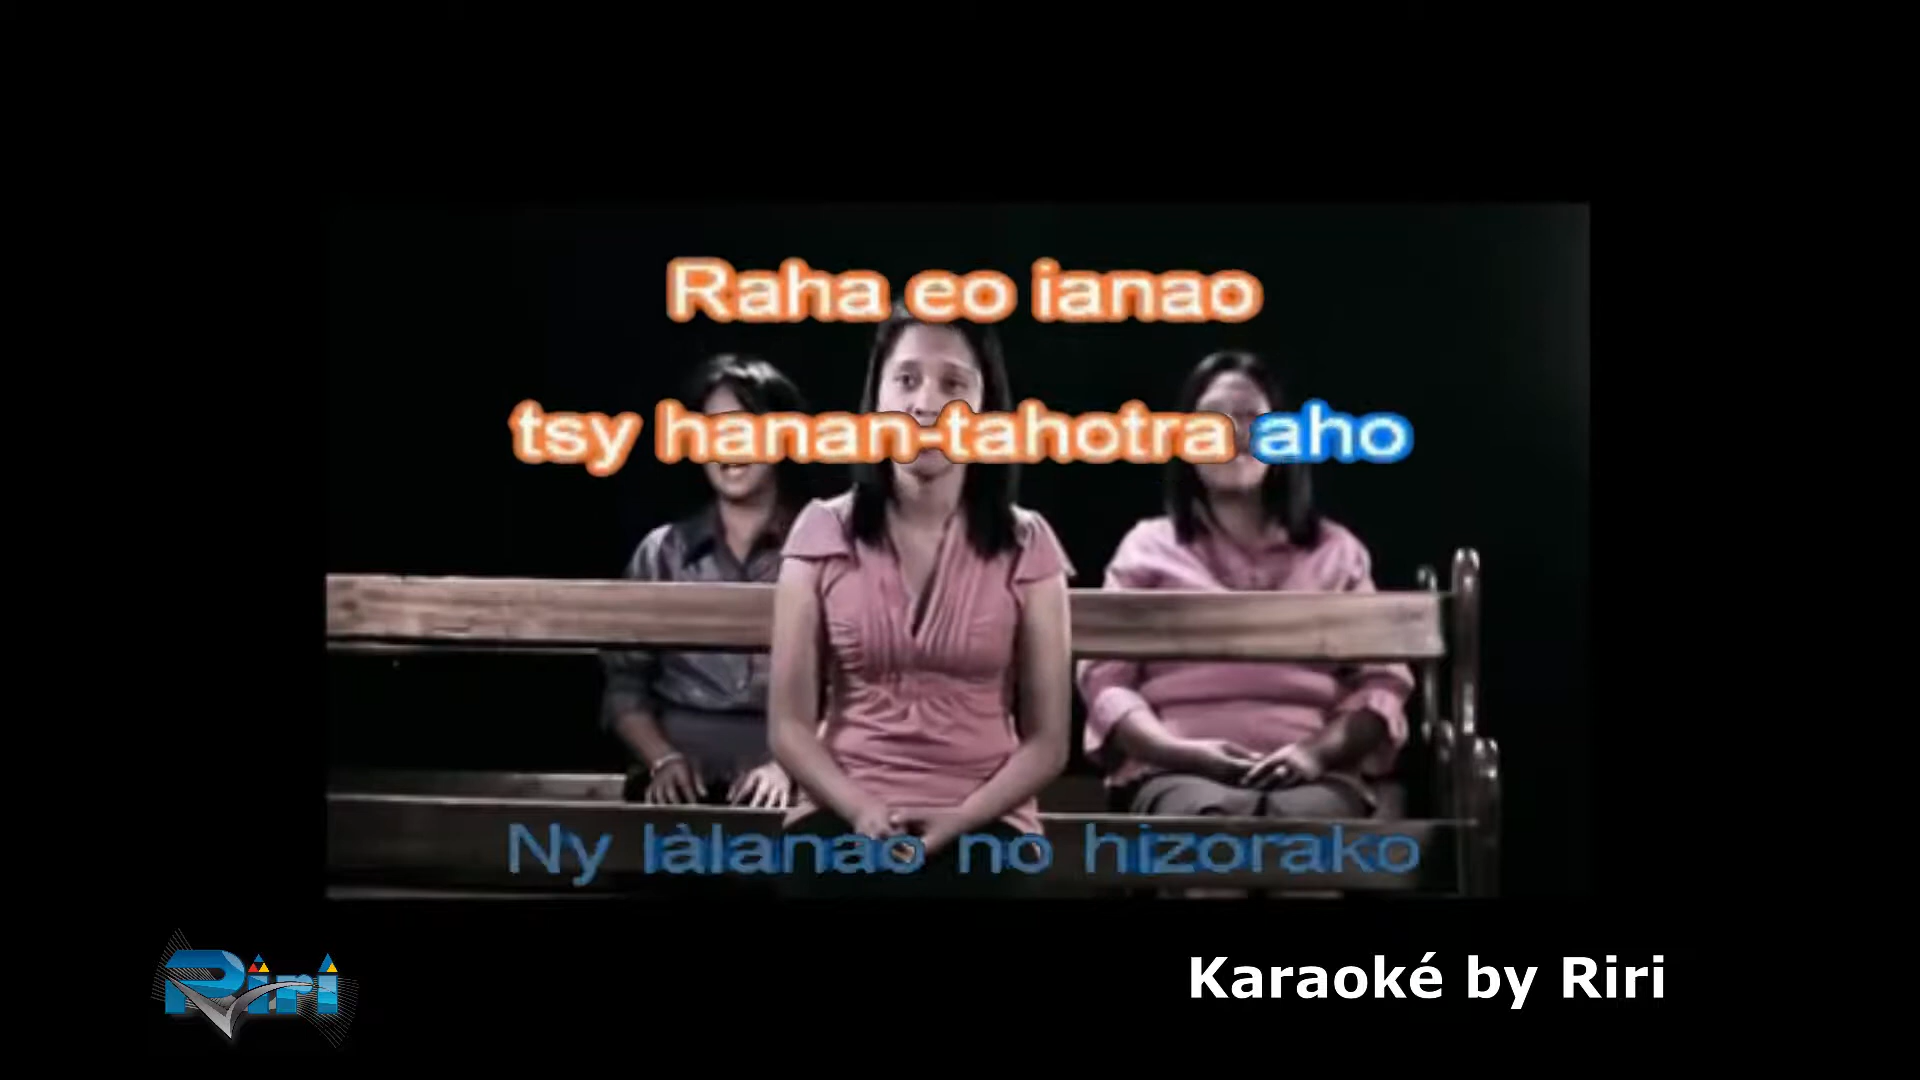 Raha eo ianao
tsy hanan-tahotra aho
Ny làlanao no hizorako
Riri
Karaoké by Riri